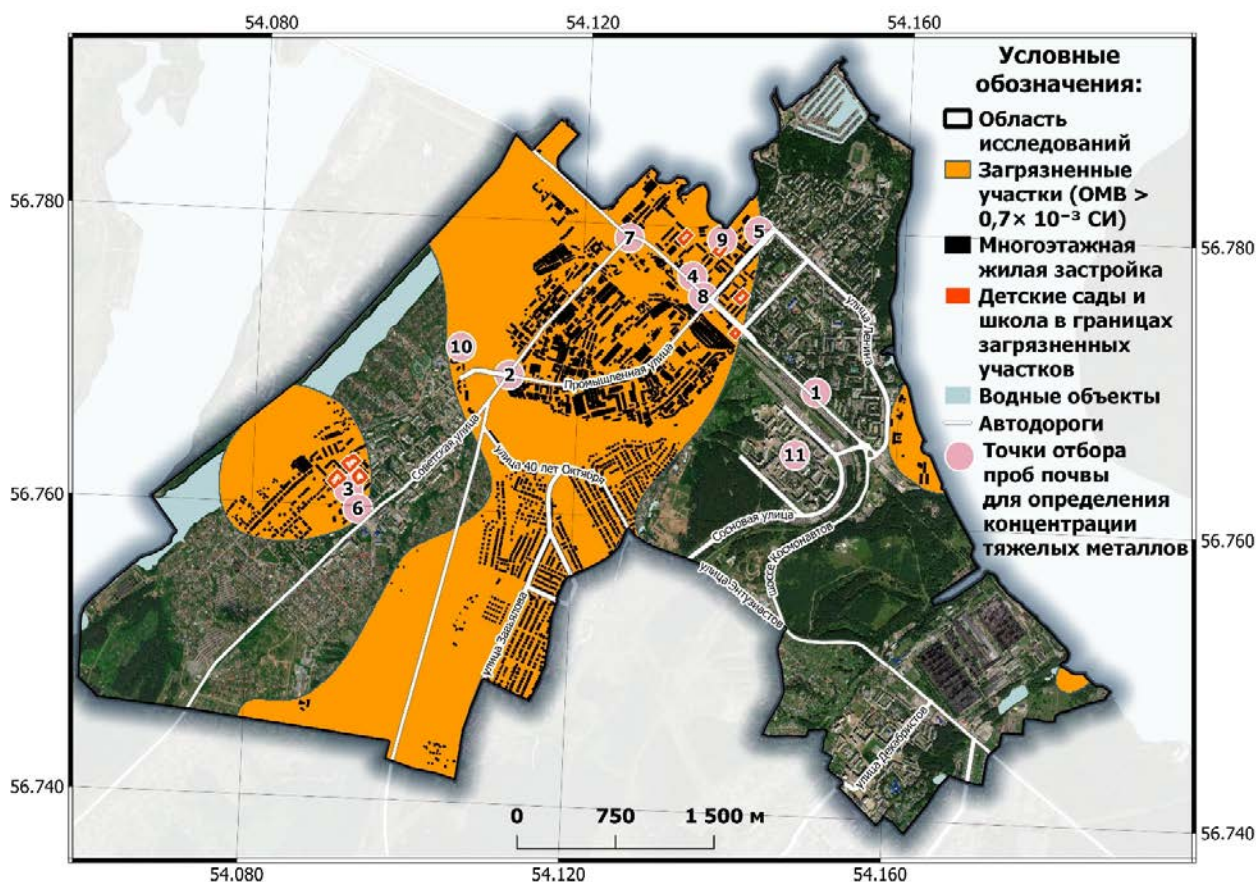 54.080
54.120
54.160
Условные
обозначения:
Область
исследований
Загрязненные
участки (ОМВ >
0,7× 10⁻³ СИ)
Многоэтажная
жилая застройка
Детские сады и
школа в границах
загрязненных
участков
Водные объекты
Автодороги
Точки отбора
проб почвы
для определения
концентрации
тяжелых металлов
56.780
56.780
7
9
5
4
8
улица Ленина
10
2
Промышленная улица
1
Советская улица
улица 40 лет Октября
11
3
6
56.760
56.760
Сосновая улица
шоссе Космонавтов
улица Энтузиастов
улица Завьялова
улица Декабристов
56.740
56.740
0 750 1 500 м
54.080
54.120
54.160